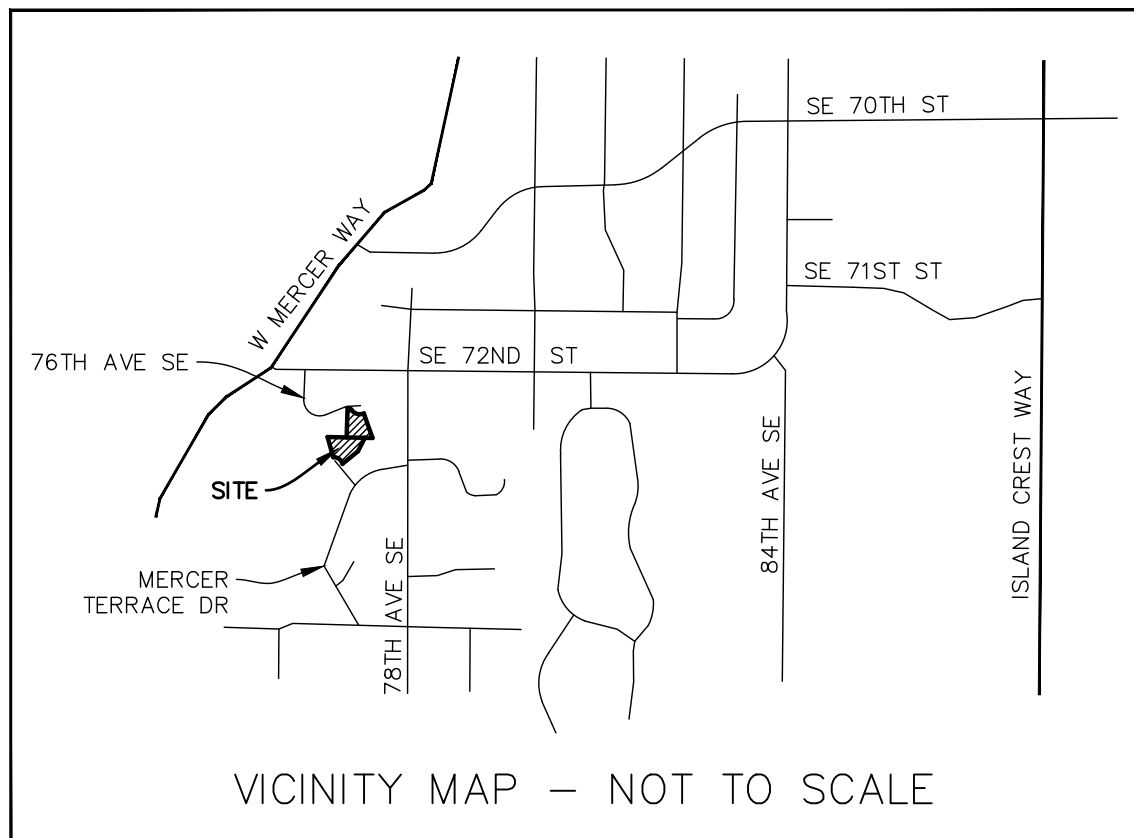 SE 70TH ST
W MERCER WAY
SE 71ST ST
76TH AVE SE
SE 72ND ST
ISLAND CREST WAY
84TH AVE SE
SITE
78TH AVE SE
MERCER
TERRACE DR
VICINITY MAP – NOT TO SCALE